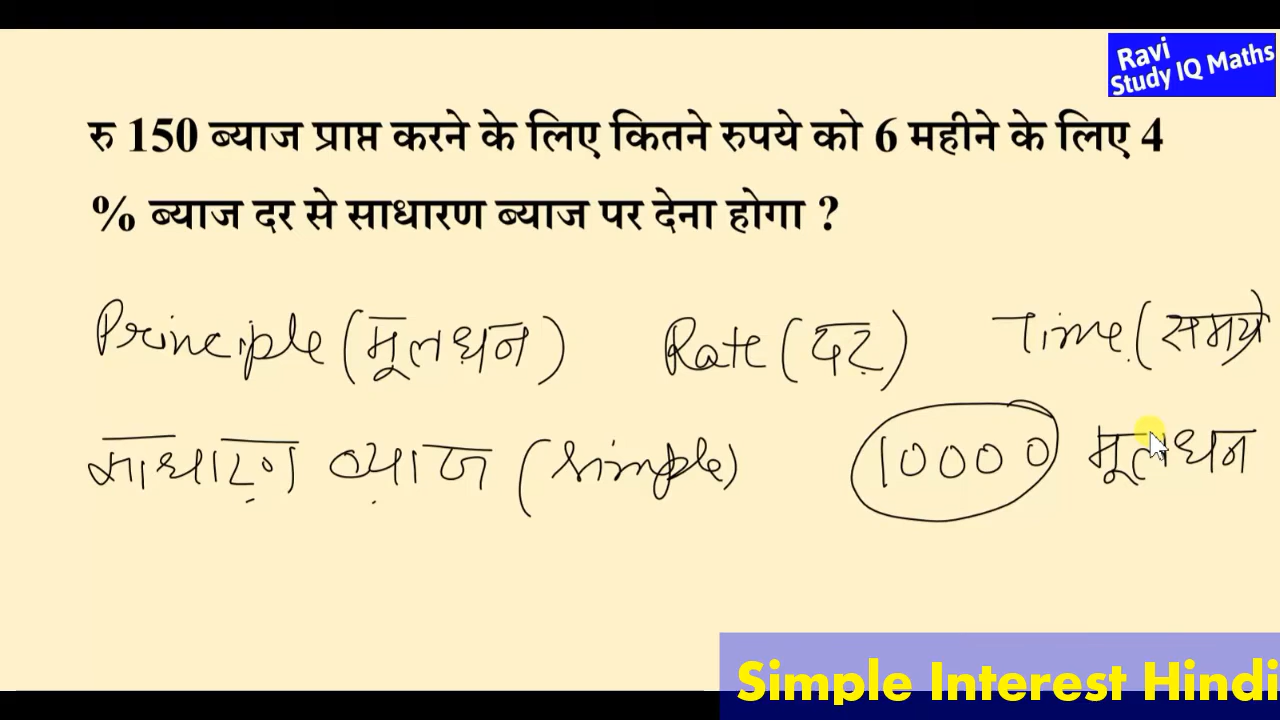 Ravi
Study IQ Maths
रु 150 ब्याज प्राप्त करने के लिए कितने रुपये को 6 महीने के लिए 4
% ब्याज दर से साधारण ब्याज पर देना होगा ?
Principle (मूलधन) Rate (दर) Time (समय
साधारण ब्याज (simple) 10000 मूलधन
Simple Interest Hindi